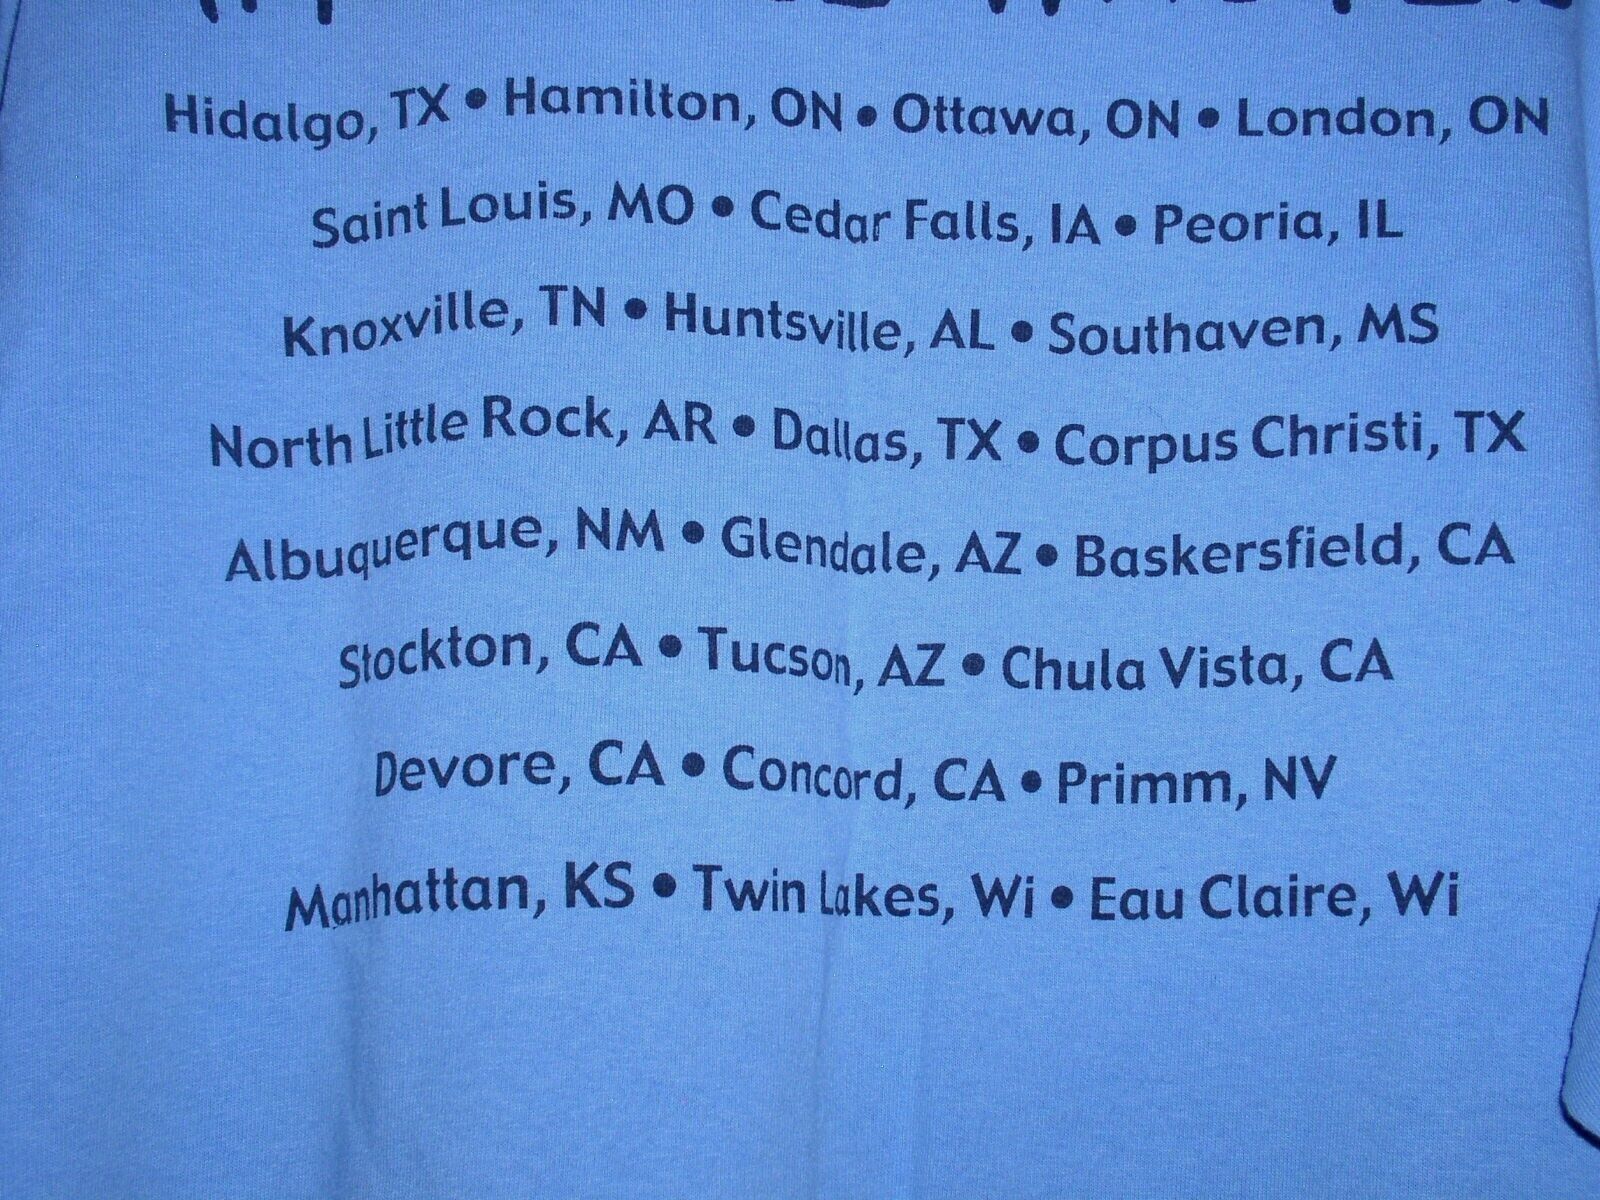 Hidalgo, TX • Hamilton, ON • Ottawa, ON • London, ON
Saint Louis, MO • Cedar Falls, IA • Peoria, IL
Knoxville, TN • Huntsville, AL • Southaven, MS
North Little Rock, AR • Dallas, TX • Corpus Christi, TX
Albuquerque, NM • Glendale, AZ • Baskersfield, CA
Stockton, CA • Tucson, AZ • Chula Vista, CA
Devore, CA • Concord, CA • Primm, NV
Manhattan, KS • Twin Lakes, Wi • Eau Claire, Wi